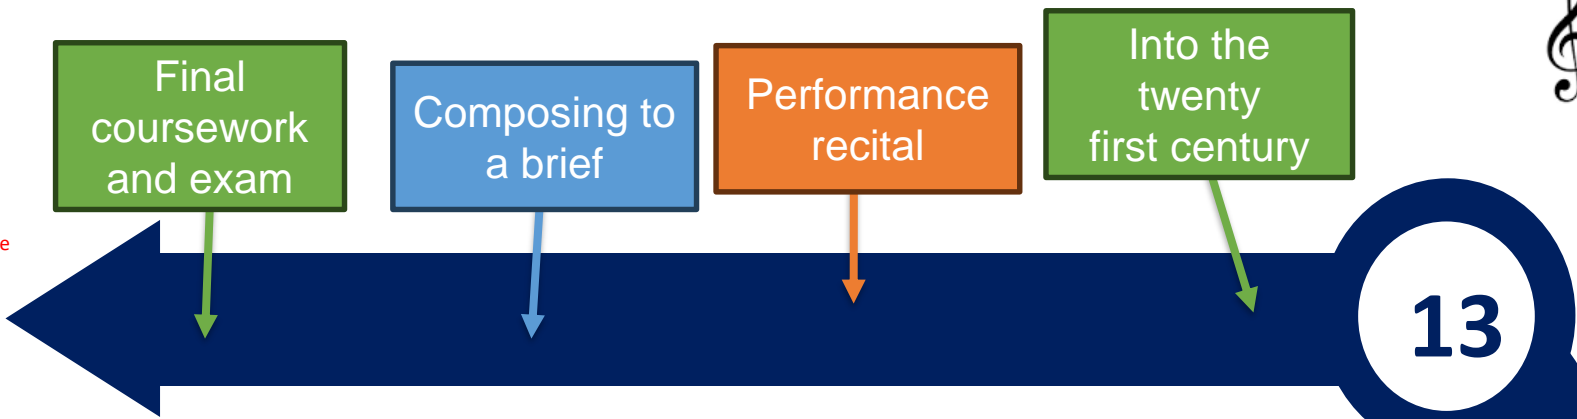 Final
coursework
and exam
Composing to
a brief
Performance
recital
Into the
twenty
first century
e
13